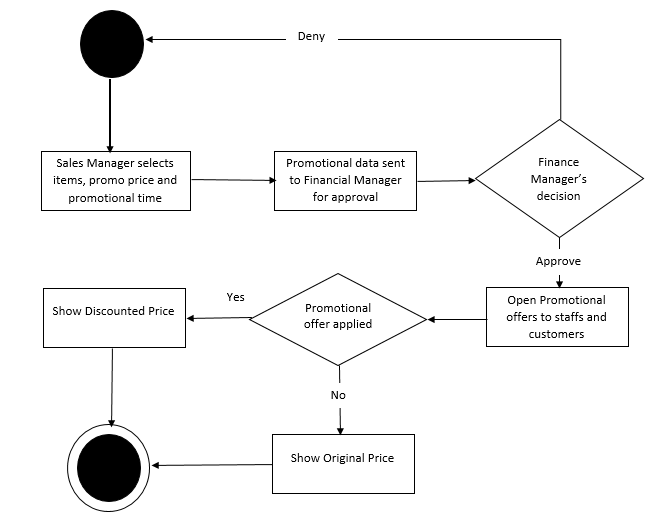 Deny
Sales Manager selects
items, promo price and
promotional time
Promotional data sent
to Financial Manager
for approval
Finance
Manager’s
decision
Approve
Open Promotional
offers to staffs and
customers
Promotional
offer applied
Yes
Show Discounted Price
No
Show Original Price